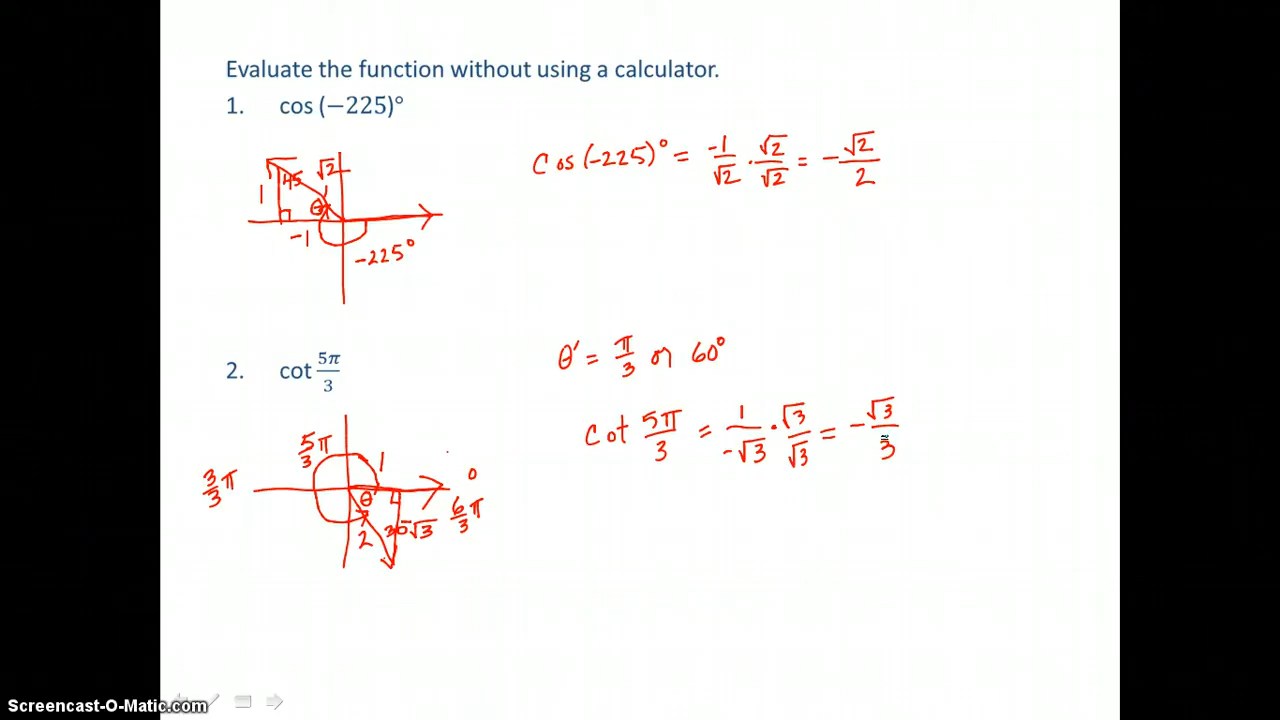 Evaluate the function without using a calculator.
1. cos (−225)°
Cos (-225)° = -1/√2 · √2/√2 = -√2/2
45 √2
1
θ'
-1
-225°
2. cot 5π/3
θ' = π/3 or 60°
Cot 5π/3 = 1/-√3 · √3/√3 = -√3/3
5/3 π
1
3/3 π
0
θ'
6/3 π
30
-√3
2
Screencast-O-Matic.com